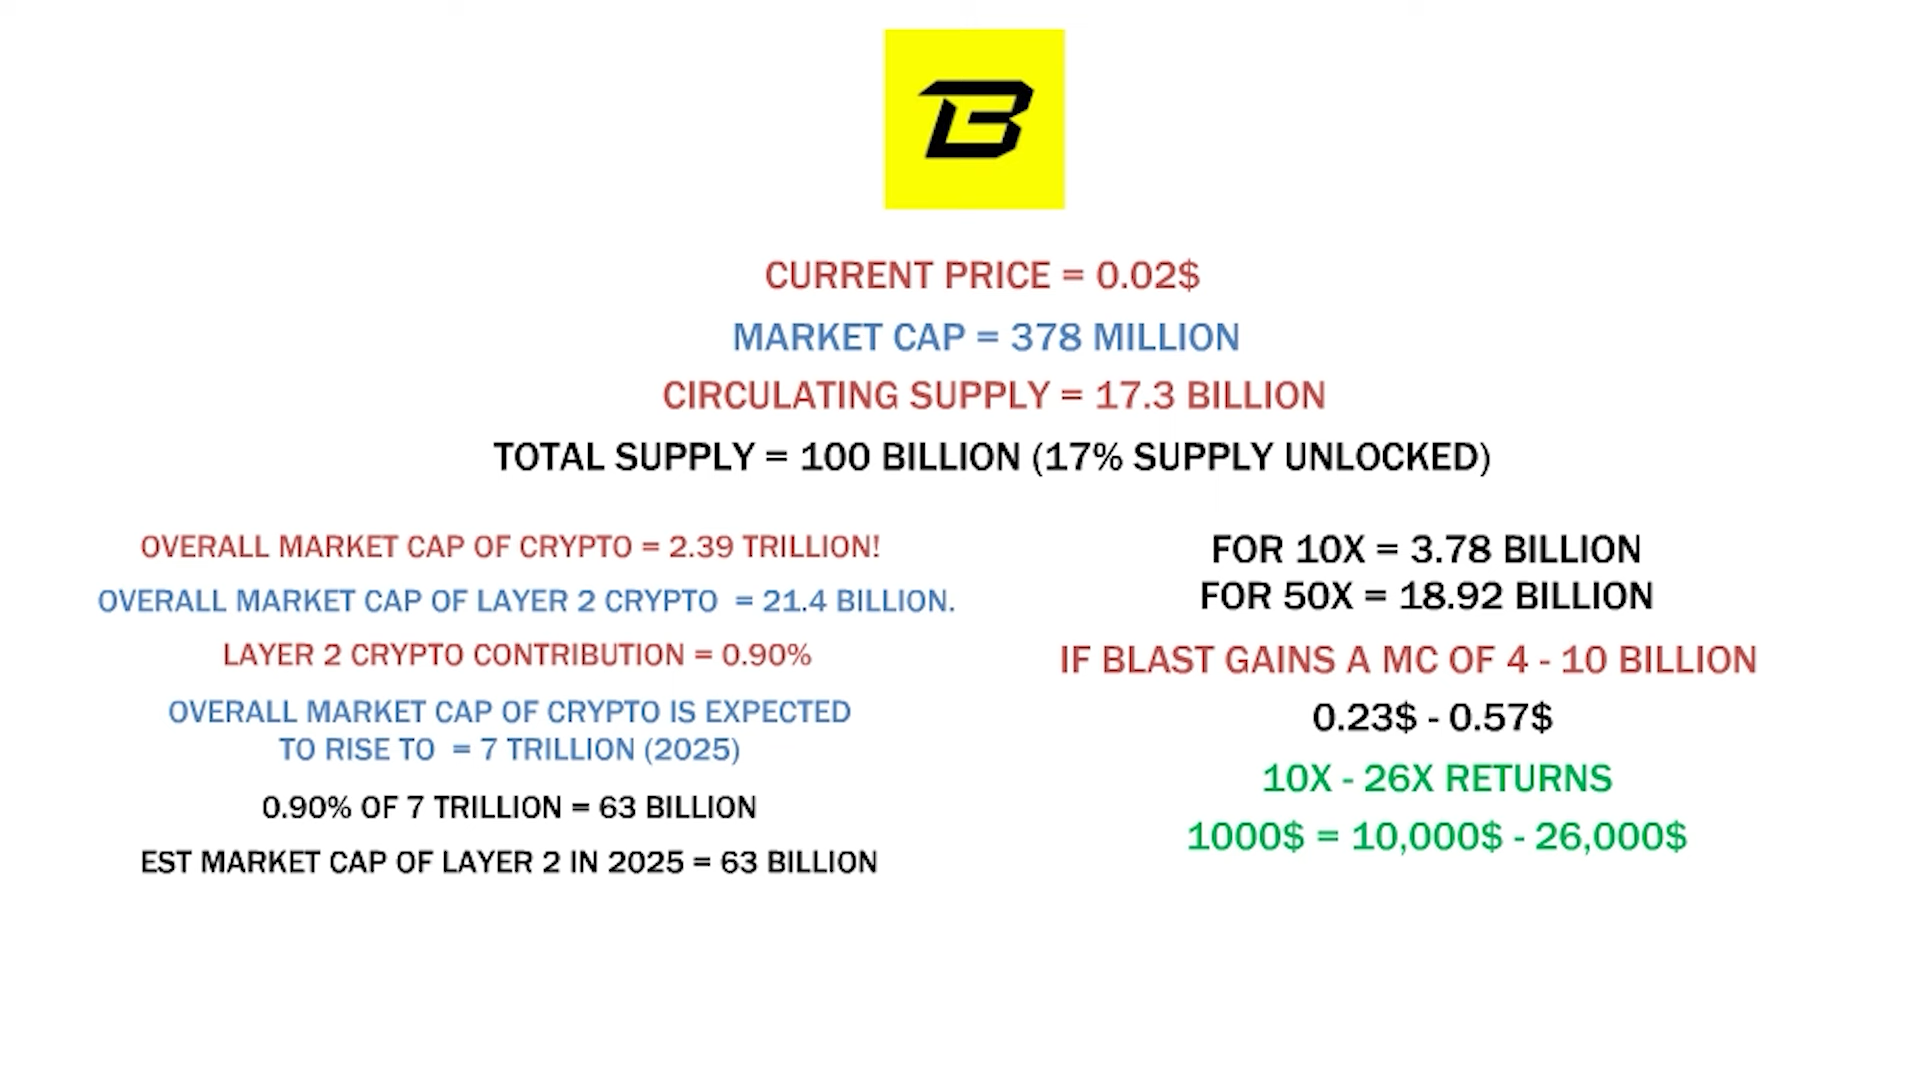 B
CURRENT PRICE = 0.02$
MARKET CAP = 378 MILLION
CIRCULATING SUPPLY = 17.3 BILLION
TOTAL SUPPLY = 100 BILLION (17% SUPPLY UNLOCKED)
OVERALL MARKET CAP OF CRYPTO = 2.39 TRILLION!
OVERALL MARKET CAP OF LAYER 2 CRYPTO = 21.4 BILLION.
LAYER 2 CRYPTO CONTRIBUTION = 0.90%
OVERALL MARKET CAP OF CRYPTO IS EXPECTED
TO RISE TO = 7 TRILLION (2025)
0.90% OF 7 TRILLION = 63 BILLION
EST MARKET CAP OF LAYER 2 IN 2025 = 63 BILLION
FOR 10X = 3.78 BILLION
FOR 50X = 18.92 BILLION
IF BLAST GAINS A MC OF 4 - 10 BILLION
0.23$ - 0.57$
10X - 26X RETURNS
1000$ = 10,000$ - 26,000$